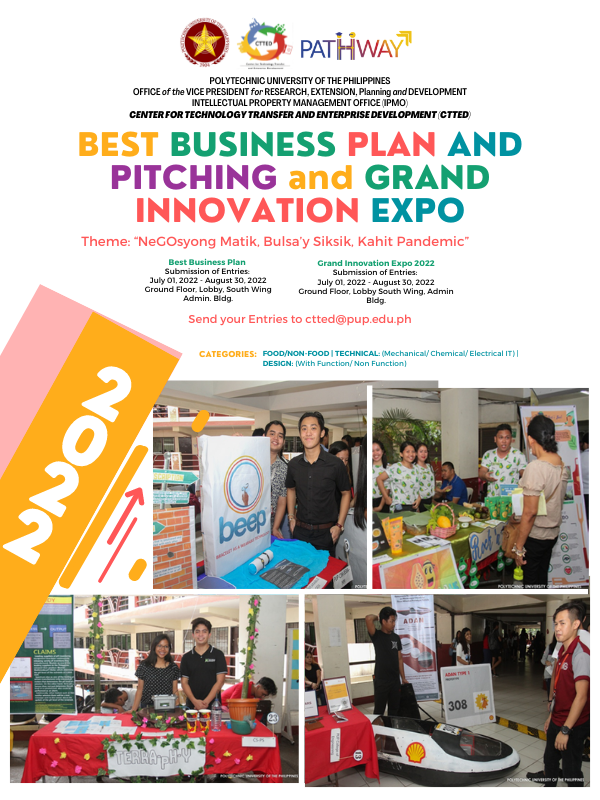 CTTED
PATHWAY
POLYTECHNIC UNIVERSITY OF THE PHILIPPINES
OFFICE of the VICE PRESIDENT for RESEARCH, EXTENSION, Planning and DEVELOPMENT
INTELLECTUAL PROPERTY MANAGEMENT OFFICE (IPMO)
CENTER FOR TECHNOLOGY TRANSFER AND ENTERPRISE DEVELOPMENT (CTTED)
BEST BUSINESS PLAN AND
PITCHING and GRAND
INNOVATION EXPO
Theme: “NeGOsyong Matik, Bulsa’y Siksik, Kahit Pandemic”
Best Business Plan
Submission of Entries:
July 01, 2022 - August 30, 2022
Ground Floor, Lobby, South Wing
Admin. Bldg.
Grand Innovation Expo 2022
Submission of Entries:
July 01, 2022 - August 30, 2022
Ground Floor, Lobby South Wing, Admin
Bldg.
Send your Entries to ctted@pup.edu.ph
CATEGORIES: FOOD/NON-FOOD | TECHNICAL: (Mechanical/ Chemical/ Electrical IT) |
DESIGN: (With Function/ Non Function)
2022
beep
POLYTECHNIC UNIVERSITY OF THE PHILIPPINES
CLAIMS
TERRA pH-Y
POLYTECHNIC UNIVERSITY OF THE PHILIPPINES
308
POLYTECHNIC UNIVERSITY OF THE PHILIPPINES